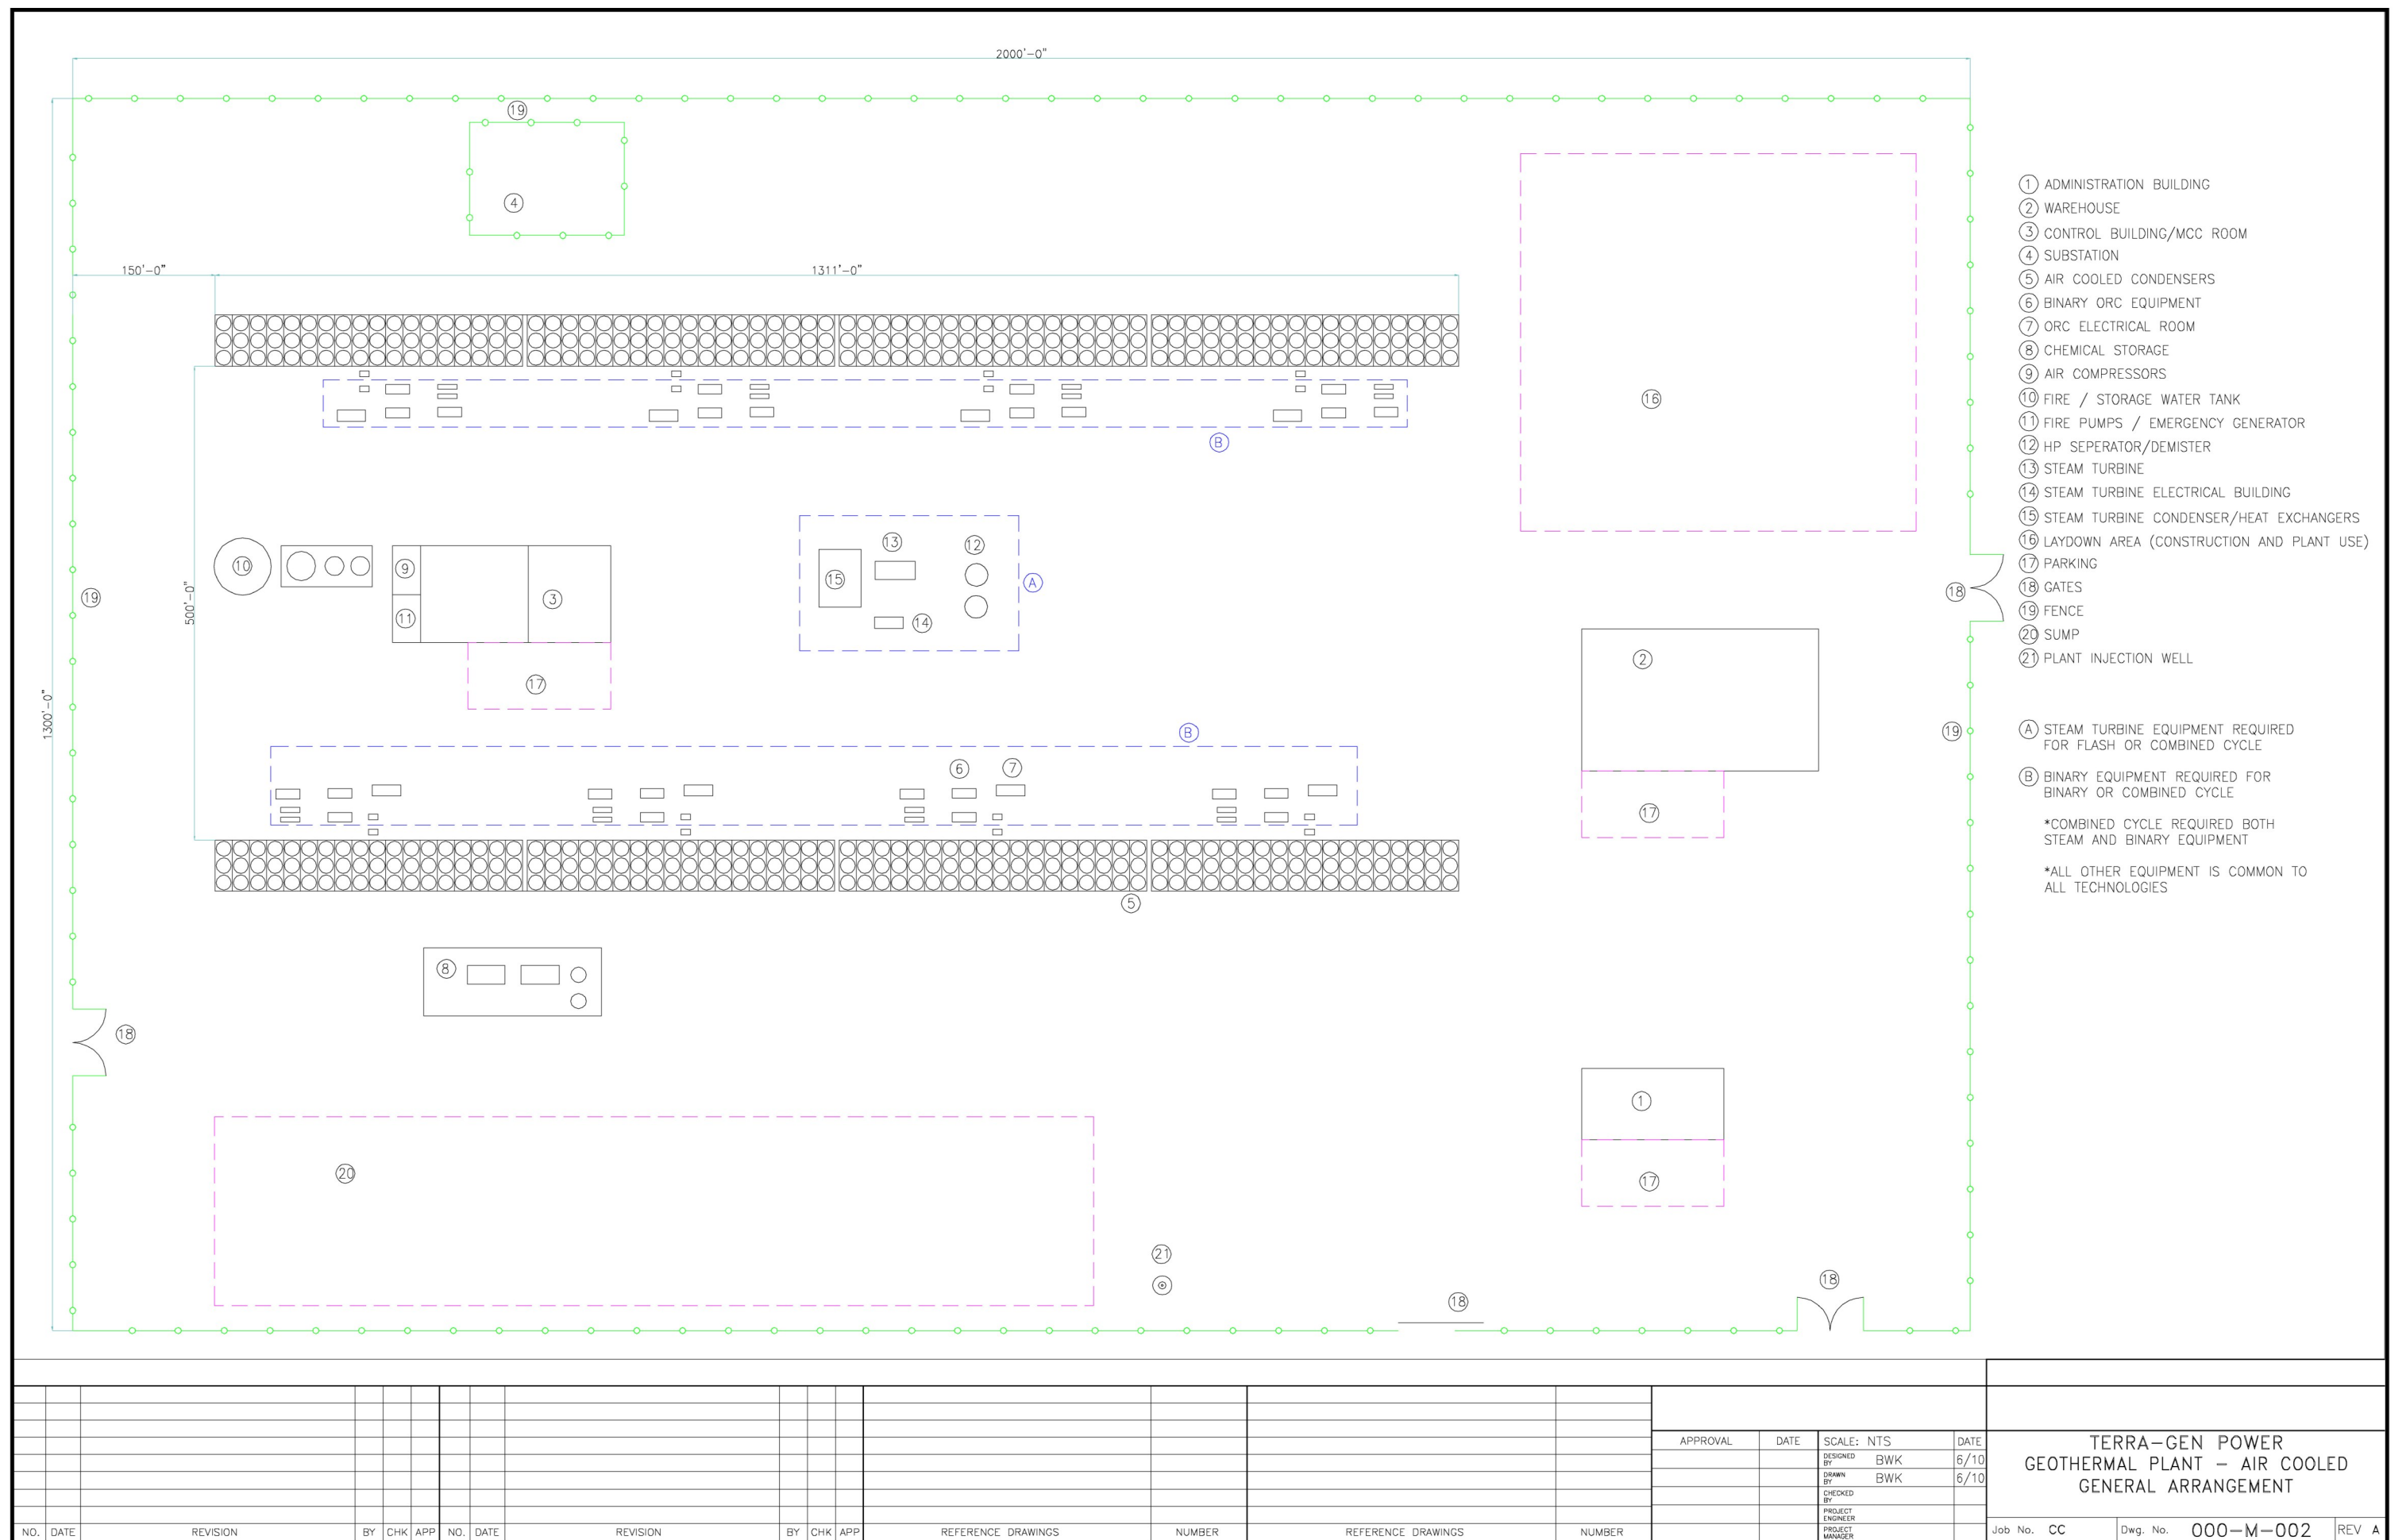 2000'-0"
19
4
150'-0"
1311'-0"
B
16
500'-0"
1300'-0"
10
9
11
3
17
13
12
15
14
A
19
18
2
17
19
B
6
7
5
8
18
1
17
20
21
18
18
1 ADMINISTRATION BUILDING
2 WAREHOUSE
3 CONTROL BUILDING/MCC ROOM
4 SUBSTATION
5 AIR COOLED CONDENSERS
6 BINARY ORC EQUIPMENT
7 ORC ELECTRICAL ROOM
8 CHEMICAL STORAGE
9 AIR COMPRESSORS
10 FIRE / STORAGE WATER TANK
11 FIRE PUMPS / EMERGENCY GENERATOR
12 HP SEPERATOR/DEMISTER
13 STEAM TURBINE
14 STEAM TURBINE ELECTRICAL BUILDING
15 STEAM TURBINE CONDENSER/HEAT EXCHANGERS
16 LAYDOWN AREA (CONSTRUCTION AND PLANT USE)
17 PARKING
18 GATES
19 FENCE
20 SUMP
21 PLANT INJECTION WELL
A STEAM TURBINE EQUIPMENT REQUIRED
FOR FLASH OR COMBINED CYCLE
B BINARY EQUIPMENT REQUIRED FOR
BINARY OR COMBINED CYCLE
*COMBINED CYCLE REQUIRED BOTH
STEAM AND BINARY EQUIPMENT
*ALL OTHER EQUIPMENT IS COMMON TO
ALL TECHNOLOGIES
NO. DATE REVISION BY CHK APP NO. DATE REVISION BY CHK APP REFERENCE DRAWINGS NUMBER REFERENCE DRAWINGS NUMBER
APPROVAL DATE SCALE: NTS DATE
DESIGNED BY BWK 6/10
DRAWN BY BWK 6/10
CHECKED BY
PROJECT ENGINEER
PROJECT MANAGER
TERRA-GEN POWER
GEOTHERMAL PLANT - AIR COOLED
GENERAL ARRANGEMENT
Job No. CC Dwg. No. 000-M-002 REV A